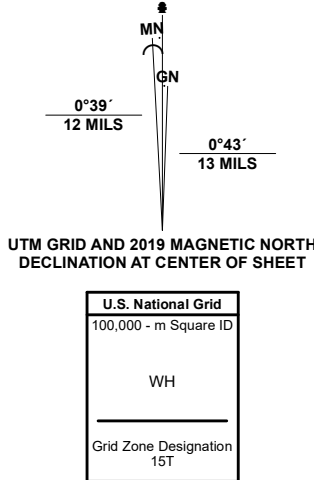 MN
GN
0°39´
12 MILS
0°43´
13 MILS
UTM GRID AND 2019 MAGNETIC NORTH
DECLINATION AT CENTER OF SHEET
U.S. National Grid
100,000 - m Square ID
WH
Grid Zone Designation
15T